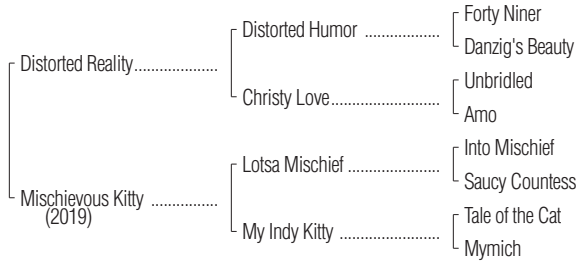 Forty Niner
Distorted Humor ..................
Danzig's Beauty
Distorted Reality....................
Unbridled
Christy Love..........................
Amo
Into Mischief
Lotsa Mischief ......................
Saucy Countess
Mischievous Kitty ................
(2019)
Tale of the Cat
My Indy Kitty ........................
Mymich